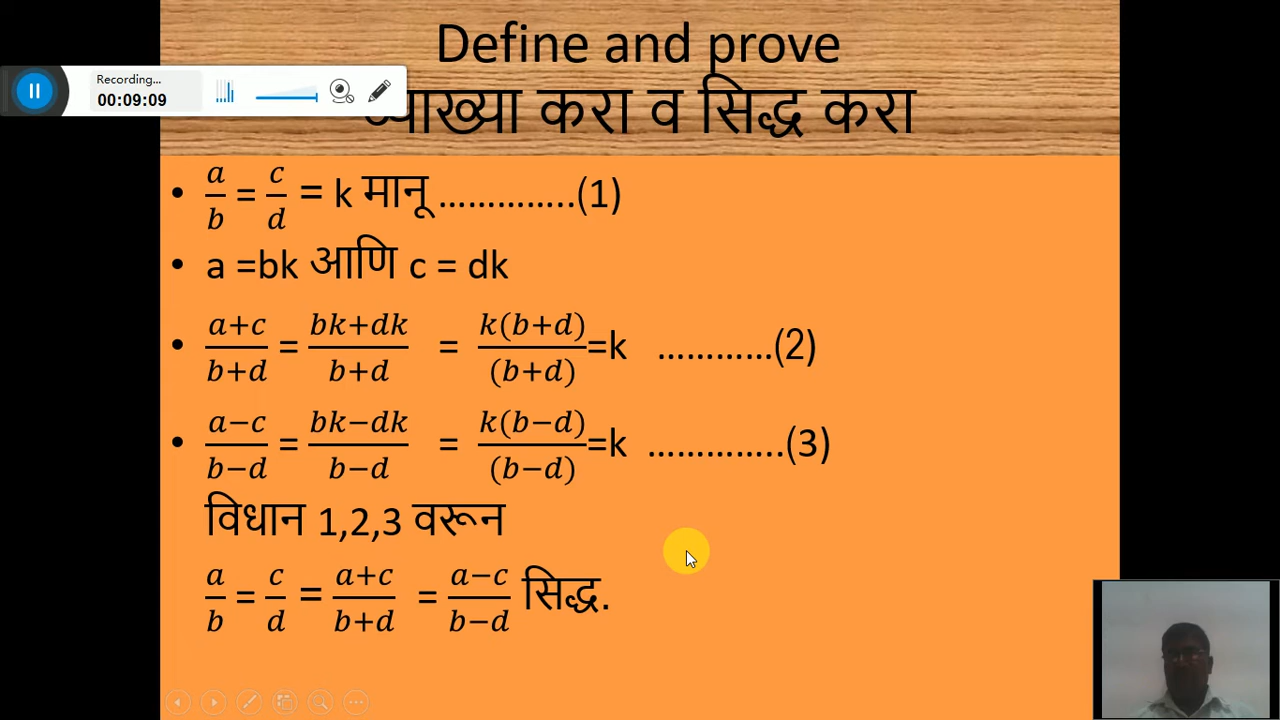 Define and prove
Recording...
00:09:09
करा व सिद्ध करा
• a/b = c/d = k मानू …………..(1)
• a =bk आणि c = dk
• a+c/b+d = bk+dk/b+d = k(b+d)/(b+d) =k …………(2)
• a−c/b−d = bk−dk/b−d = k(b−d)/(b−d) =k …………..(3)
विधान 1,2,3 वरून
a/b = c/d = a+c/b+d = a−c/b−d सिद्ध.